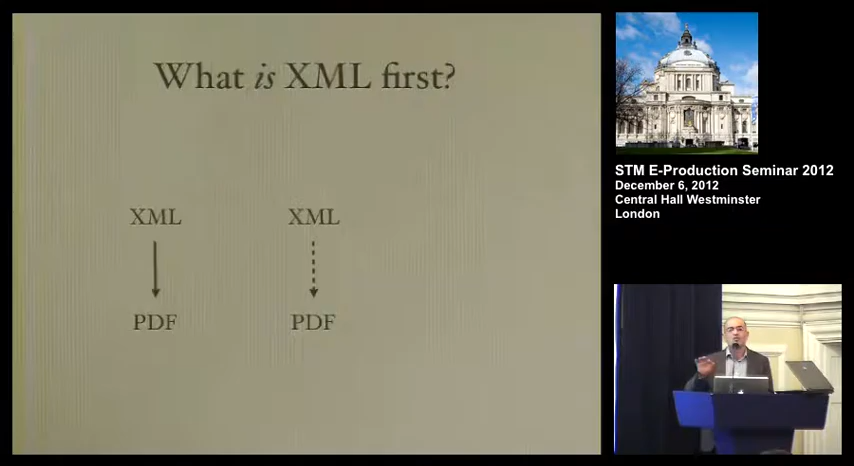 What is XML first?
XML XML
PDF PDF
STM E-Production Seminar 2012
December 6, 2012
Central Hall Westminster
London